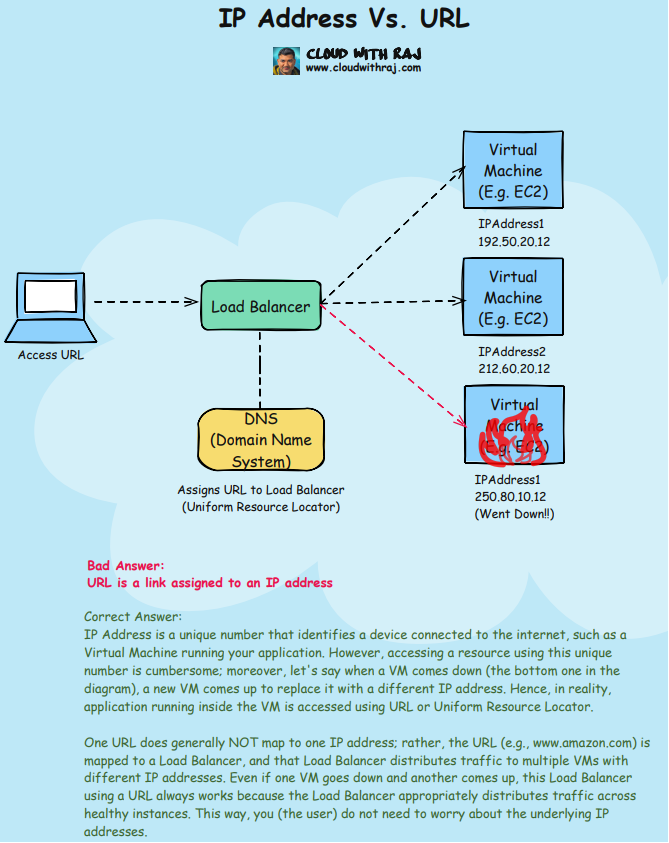 IP Address Vs. URL
CLOUD WITH RAJ
www.cloudwithraj.com
Virtual
Machine
(E.g. EC2)
IPAddress1
192.50.20.12
Virtual
Machine
(E.g. EC2)
IPAddress2
212.60.20.12
Virtual
Machine
(E.g. EC2)
IPAddress1
250.80.10.12
(Went Down!!)
Access URL
Load Balancer
DNS
(Domain Name
System)
Assigns URL to Load Balancer
(Uniform Resource Locator)
Bad Answer:
URL is a link assigned to an IP address
Correct Answer:
IP Address is a unique number that identifies a device connected to the internet, such as a
Virtual Machine running your application. However, accessing a resource using this unique
number is cumbersome; moreover, let's say when a VM comes down (the bottom one in the
diagram), a new VM comes up to replace it with a different IP address. Hence, in reality,
application running inside the VM is accessed using URL or Uniform Resource Locator.
One URL does generally NOT map to one IP address; rather, the URL (e.g., www.amazon.com) is
mapped to a Load Balancer, and that Load Balancer distributes traffic to multiple VMs with
different IP addresses. Even if one VM goes down and another comes up, this Load Balancer
using a URL always works because the Load Balancer appropriately distributes traffic across
healthy instances. This way, you (the user) do not need to worry about the underlying IP
addresses.